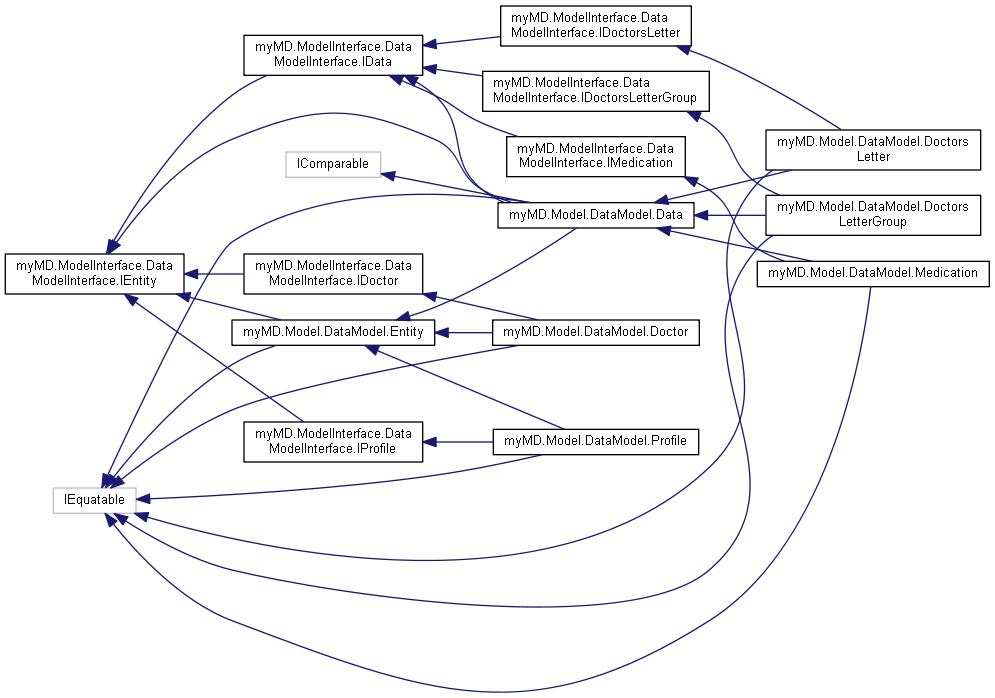 myMD.ModelInterface.Data
ModelInterface.IDoctorsLetter
myMD.ModelInterface.Data
ModelInterface.IData
myMD.ModelInterface.Data
ModelInterface.IDoctorsLetterGroup
myMD.ModelInterface.Data
ModelInterface.IMedication
myMD.Model.DataModel.Doctors
Letter
IComparable
myMD.Model.DataModel.Data
myMD.Model.DataModel.Doctors
LetterGroup
myMD.ModelInterface.Data
ModelInterface.IEntity
myMD.ModelInterface.Data
ModelInterface.IDoctor
myMD.Model.DataModel.Medication
myMD.Model.DataModel.Entity
myMD.Model.DataModel.Doctor
myMD.ModelInterface.Data
ModelInterface.IProfile
myMD.Model.DataModel.Profile
IEquatable